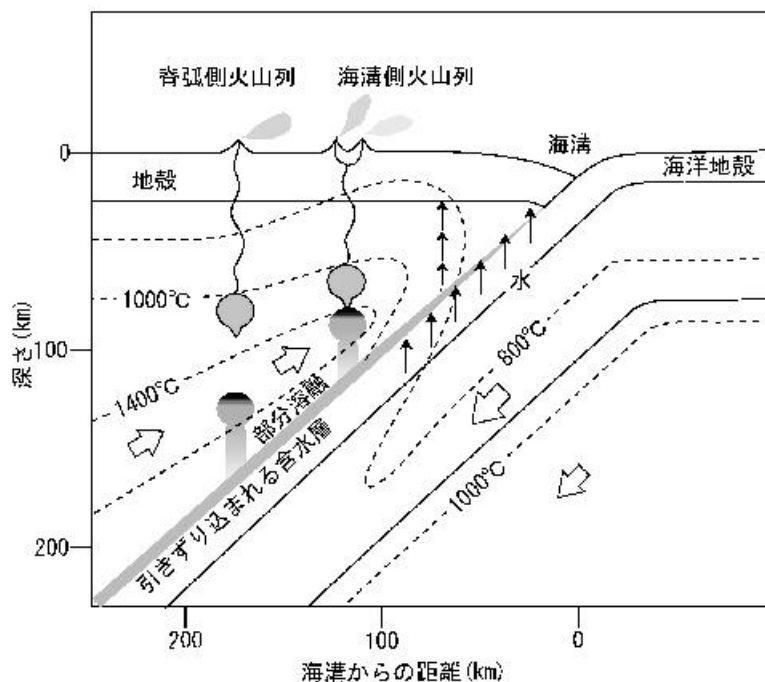 脊弧側火山列
海溝側火山列
海溝
0
地殻
海洋地殻
1000℃
水
深さ(km)
100
800℃
1400℃
部分溶融
引きずり込まれる含水層
1000℃
200
200
100
0
海溝からの距離(km)